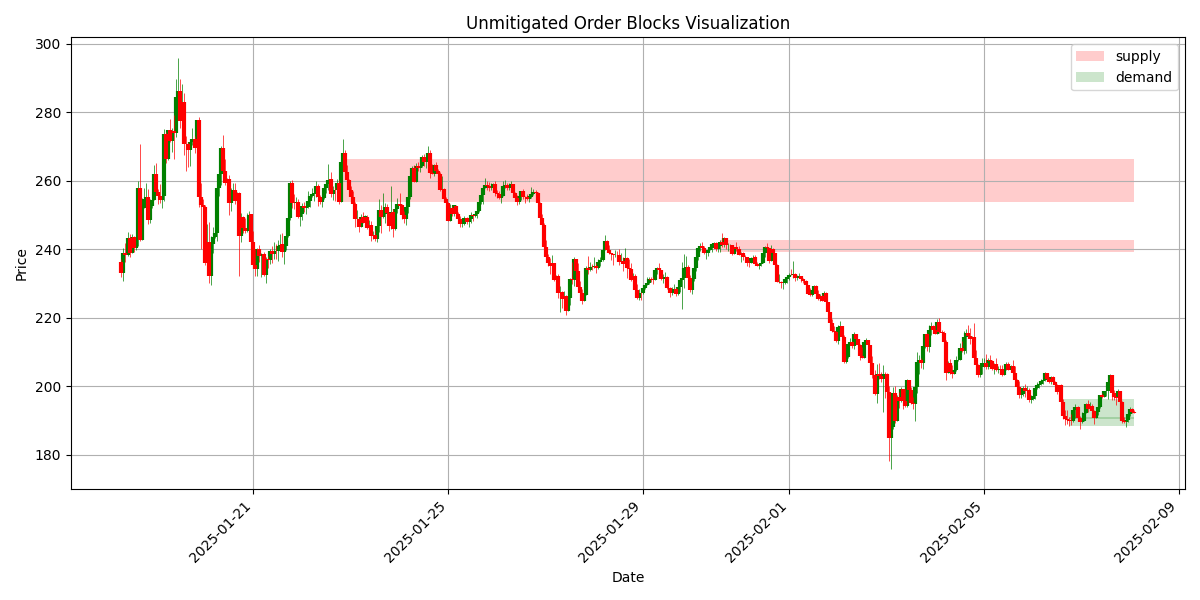 Unmitigated Order Blocks Visualization
supply
demand
Price
300
280
260
240
220
200
180
2025-01-21
2025-01-25
2025-01-29
2025-02-01
2025-02-05
2025-02-09
Date